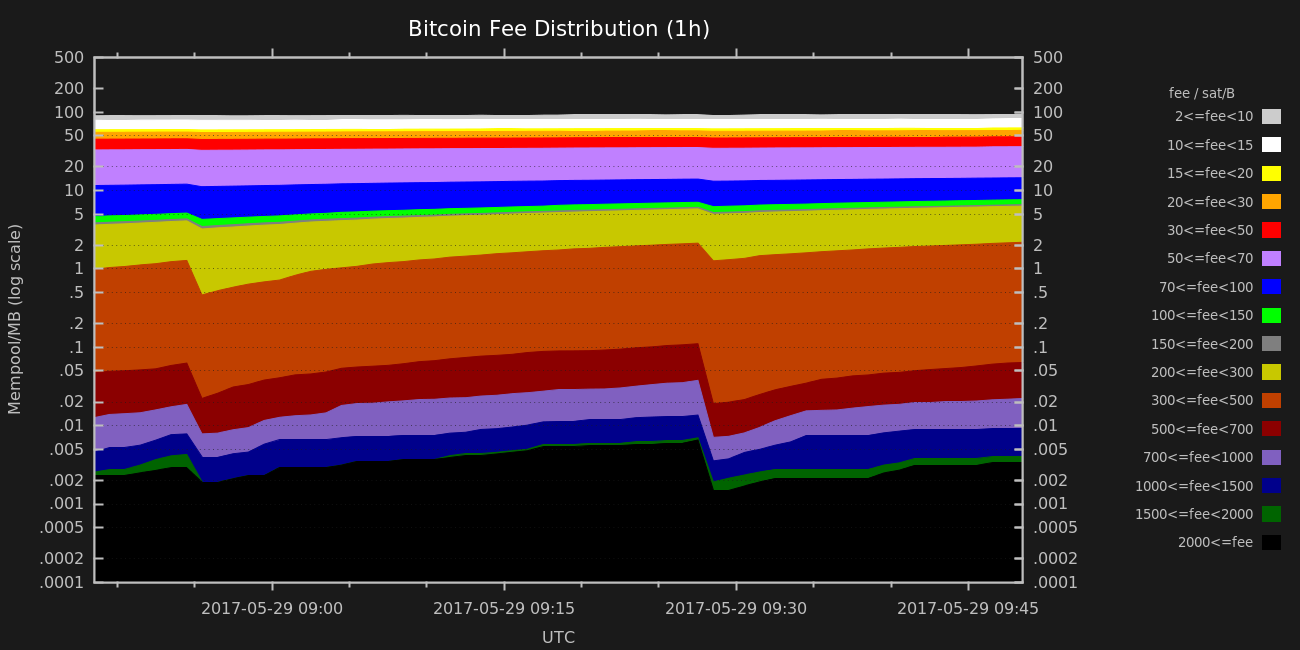 Bitcoin Fee Distribution (1h)
500
200
100
50
20
10
5
2
1
.5
.2
.1
.05
.02
.01
.005
.002
.001
.0005
.0002
.0001
Mempool/MB (log scale)
500
200
100
50
20
10
5
2
1
.5
.2
.1
.05
.02
.01
.005
.002
.001
.0005
.0002
.0001
2017-05-29 09:00
2017-05-29 09:15
2017-05-29 09:30
2017-05-29 09:45
UTC
fee / sat/B
2<=fee<10
10<=fee<15
15<=fee<20
20<=fee<30
30<=fee<50
50<=fee<70
70<=fee<100
100<=fee<150
150<=fee<200
200<=fee<300
300<=fee<500
500<=fee<700
700<=fee<1000
1000<=fee<1500
1500<=fee<2000
2000<=fee